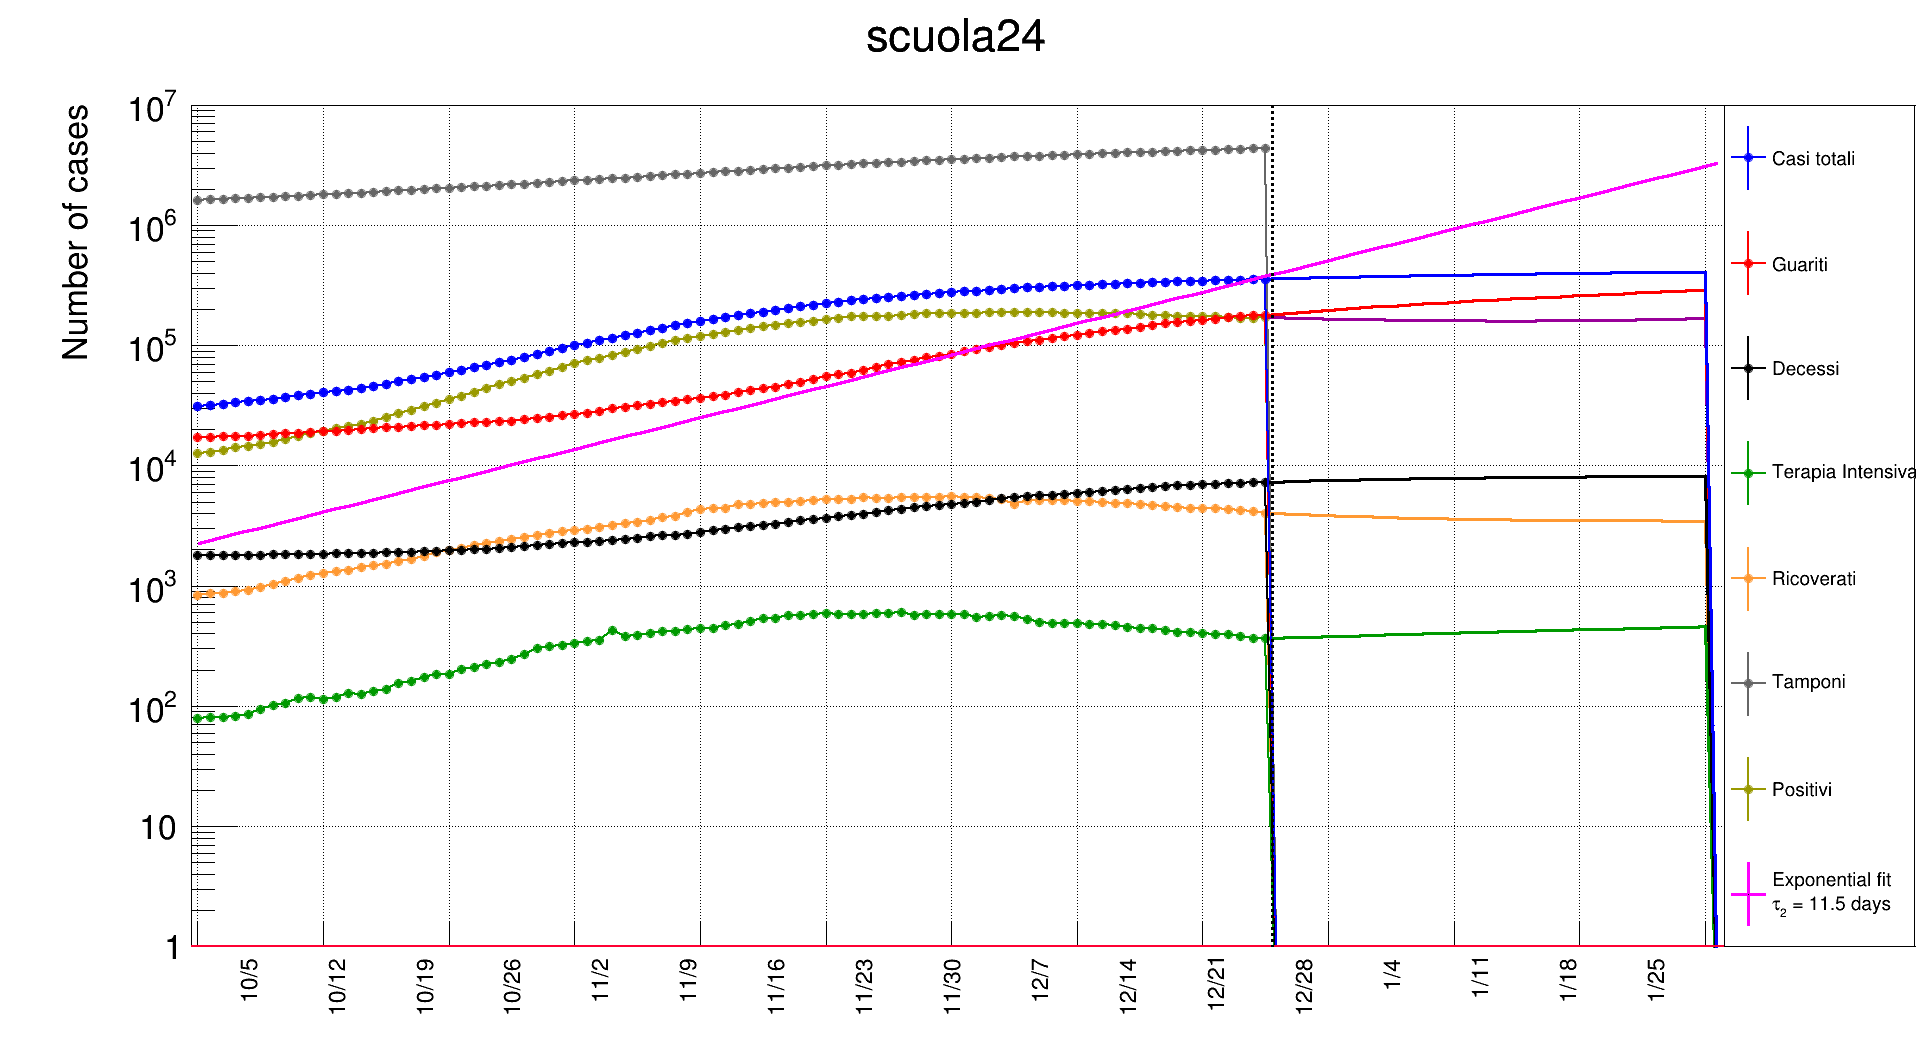 scuola24
Number of cases
10^7
10^6
10^5
10^4
10^3
10^2
10
1
10/5
10/12
10/19
10/26
11/2
11/9
11/16
11/23
11/30
12/7
12/14
12/21
12/28
1/4
1/11
1/18
1/25
Casi totali
Guariti
Decessi
Terapia Intensiva
Ricoverati
Tamponi
Positivi
Exponential fit
τ₂ = 11.5 days